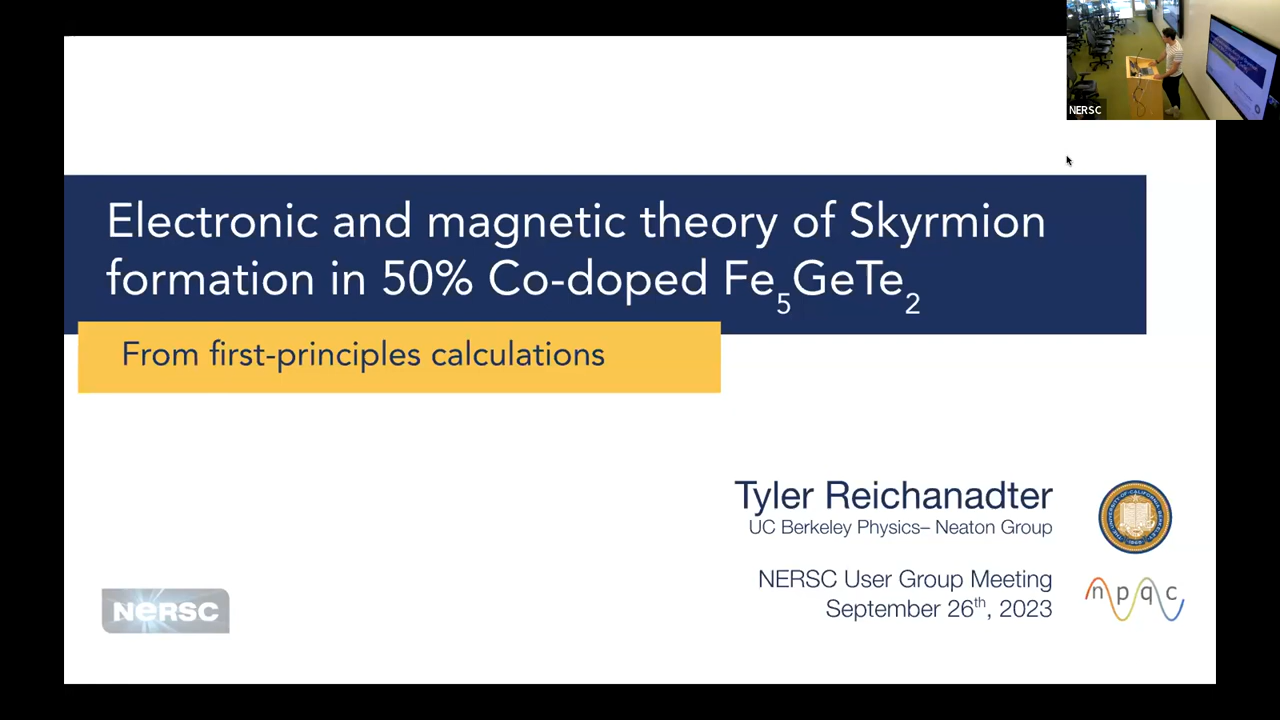 NERSC
Electronic and magnetic theory of Skyrmion
formation in 50% Co-doped Fe₅GeTe₂
From first-principles calculations
Tyler Reichanadter
UC Berkeley Physics– Neaton Group
NERSC User Group Meeting
September 26th, 2023
NERSC
npqc